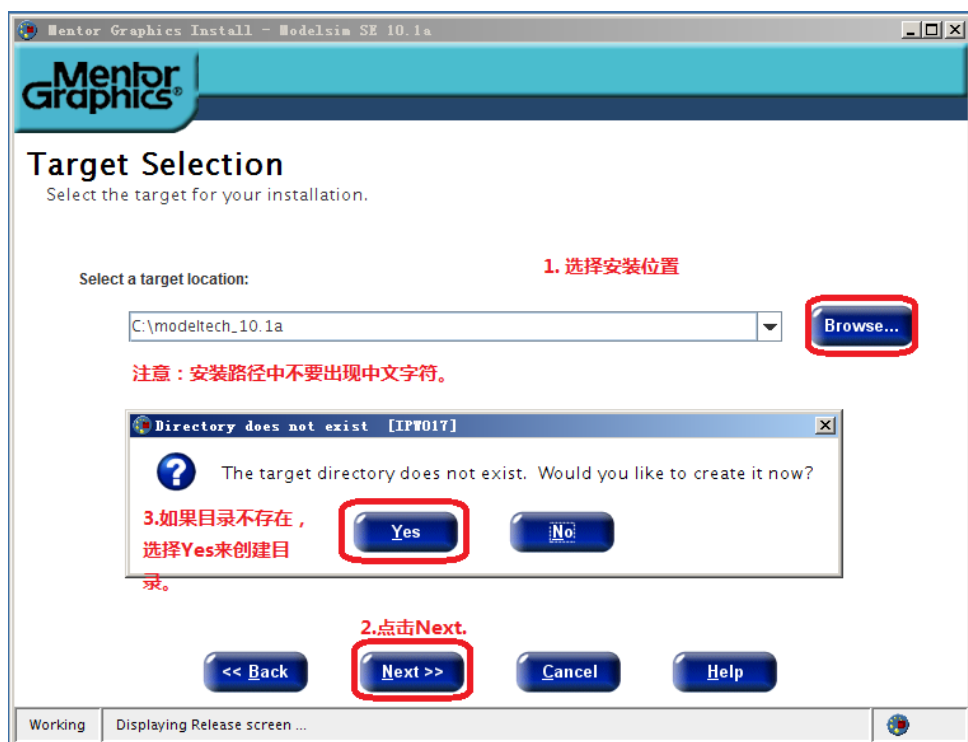 Mentor Graphics Install - Modelsim SE 10.1a
Mentor
Graphics®
Target Selection
Select the target for your installation.
1. 选择安装位置
Select a target location:
C:\modeltech_10.1a
Browse...
注意：安装路径中不要出现中文字符。
Directory does not exist [IPW017]
The target directory does not exist. Would you like to create it now?
3.如果目录不存在，
选择Yes来创建目
录。
Yes
No
2.点击Next.
<< Back
Next >>
Cancel
Help
Working
Displaying Release screen ...